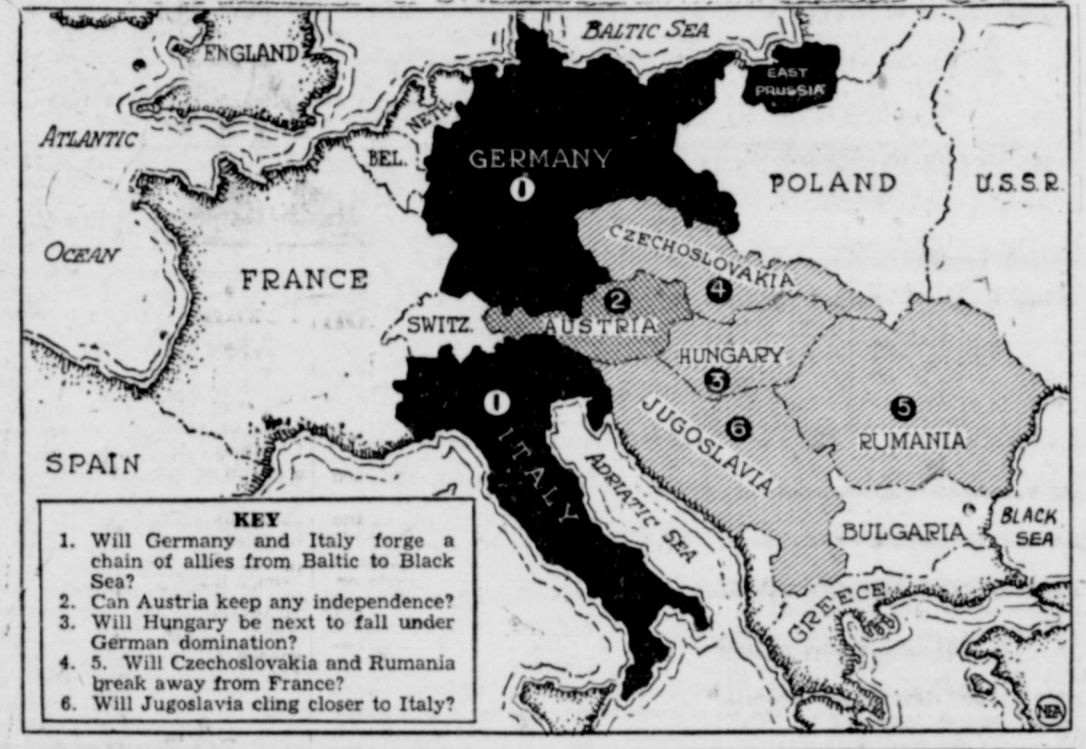 BALTIC SEA
ENGLAND
EAST
PRUSSIA
ATLANTIC
NETH.
BEL.
GERMANY
1
POLAND
U.S.S.R.
OCEAN
CZECHOSLOVAKIA
4
FRANCE
2
AUSTRIA
SWITZ.
HUNGARY
3
1
ITALY
JUGOSLAVIA
6
5
RUMANIA
SPAIN
ADRIATIC SEA
BULGARIA
BLACK
SEA
GREECE
KEY
1. Will Germany and Italy forge a
chain of allies from Baltic to Black
Sea?
2. Can Austria keep any independence?
3. Will Hungary be next to fall under
German domination?
4. 5. Will Czechoslovakia and Rumania
break away from France?
6. Will Jugoslavia cling closer to Italy?
NEA